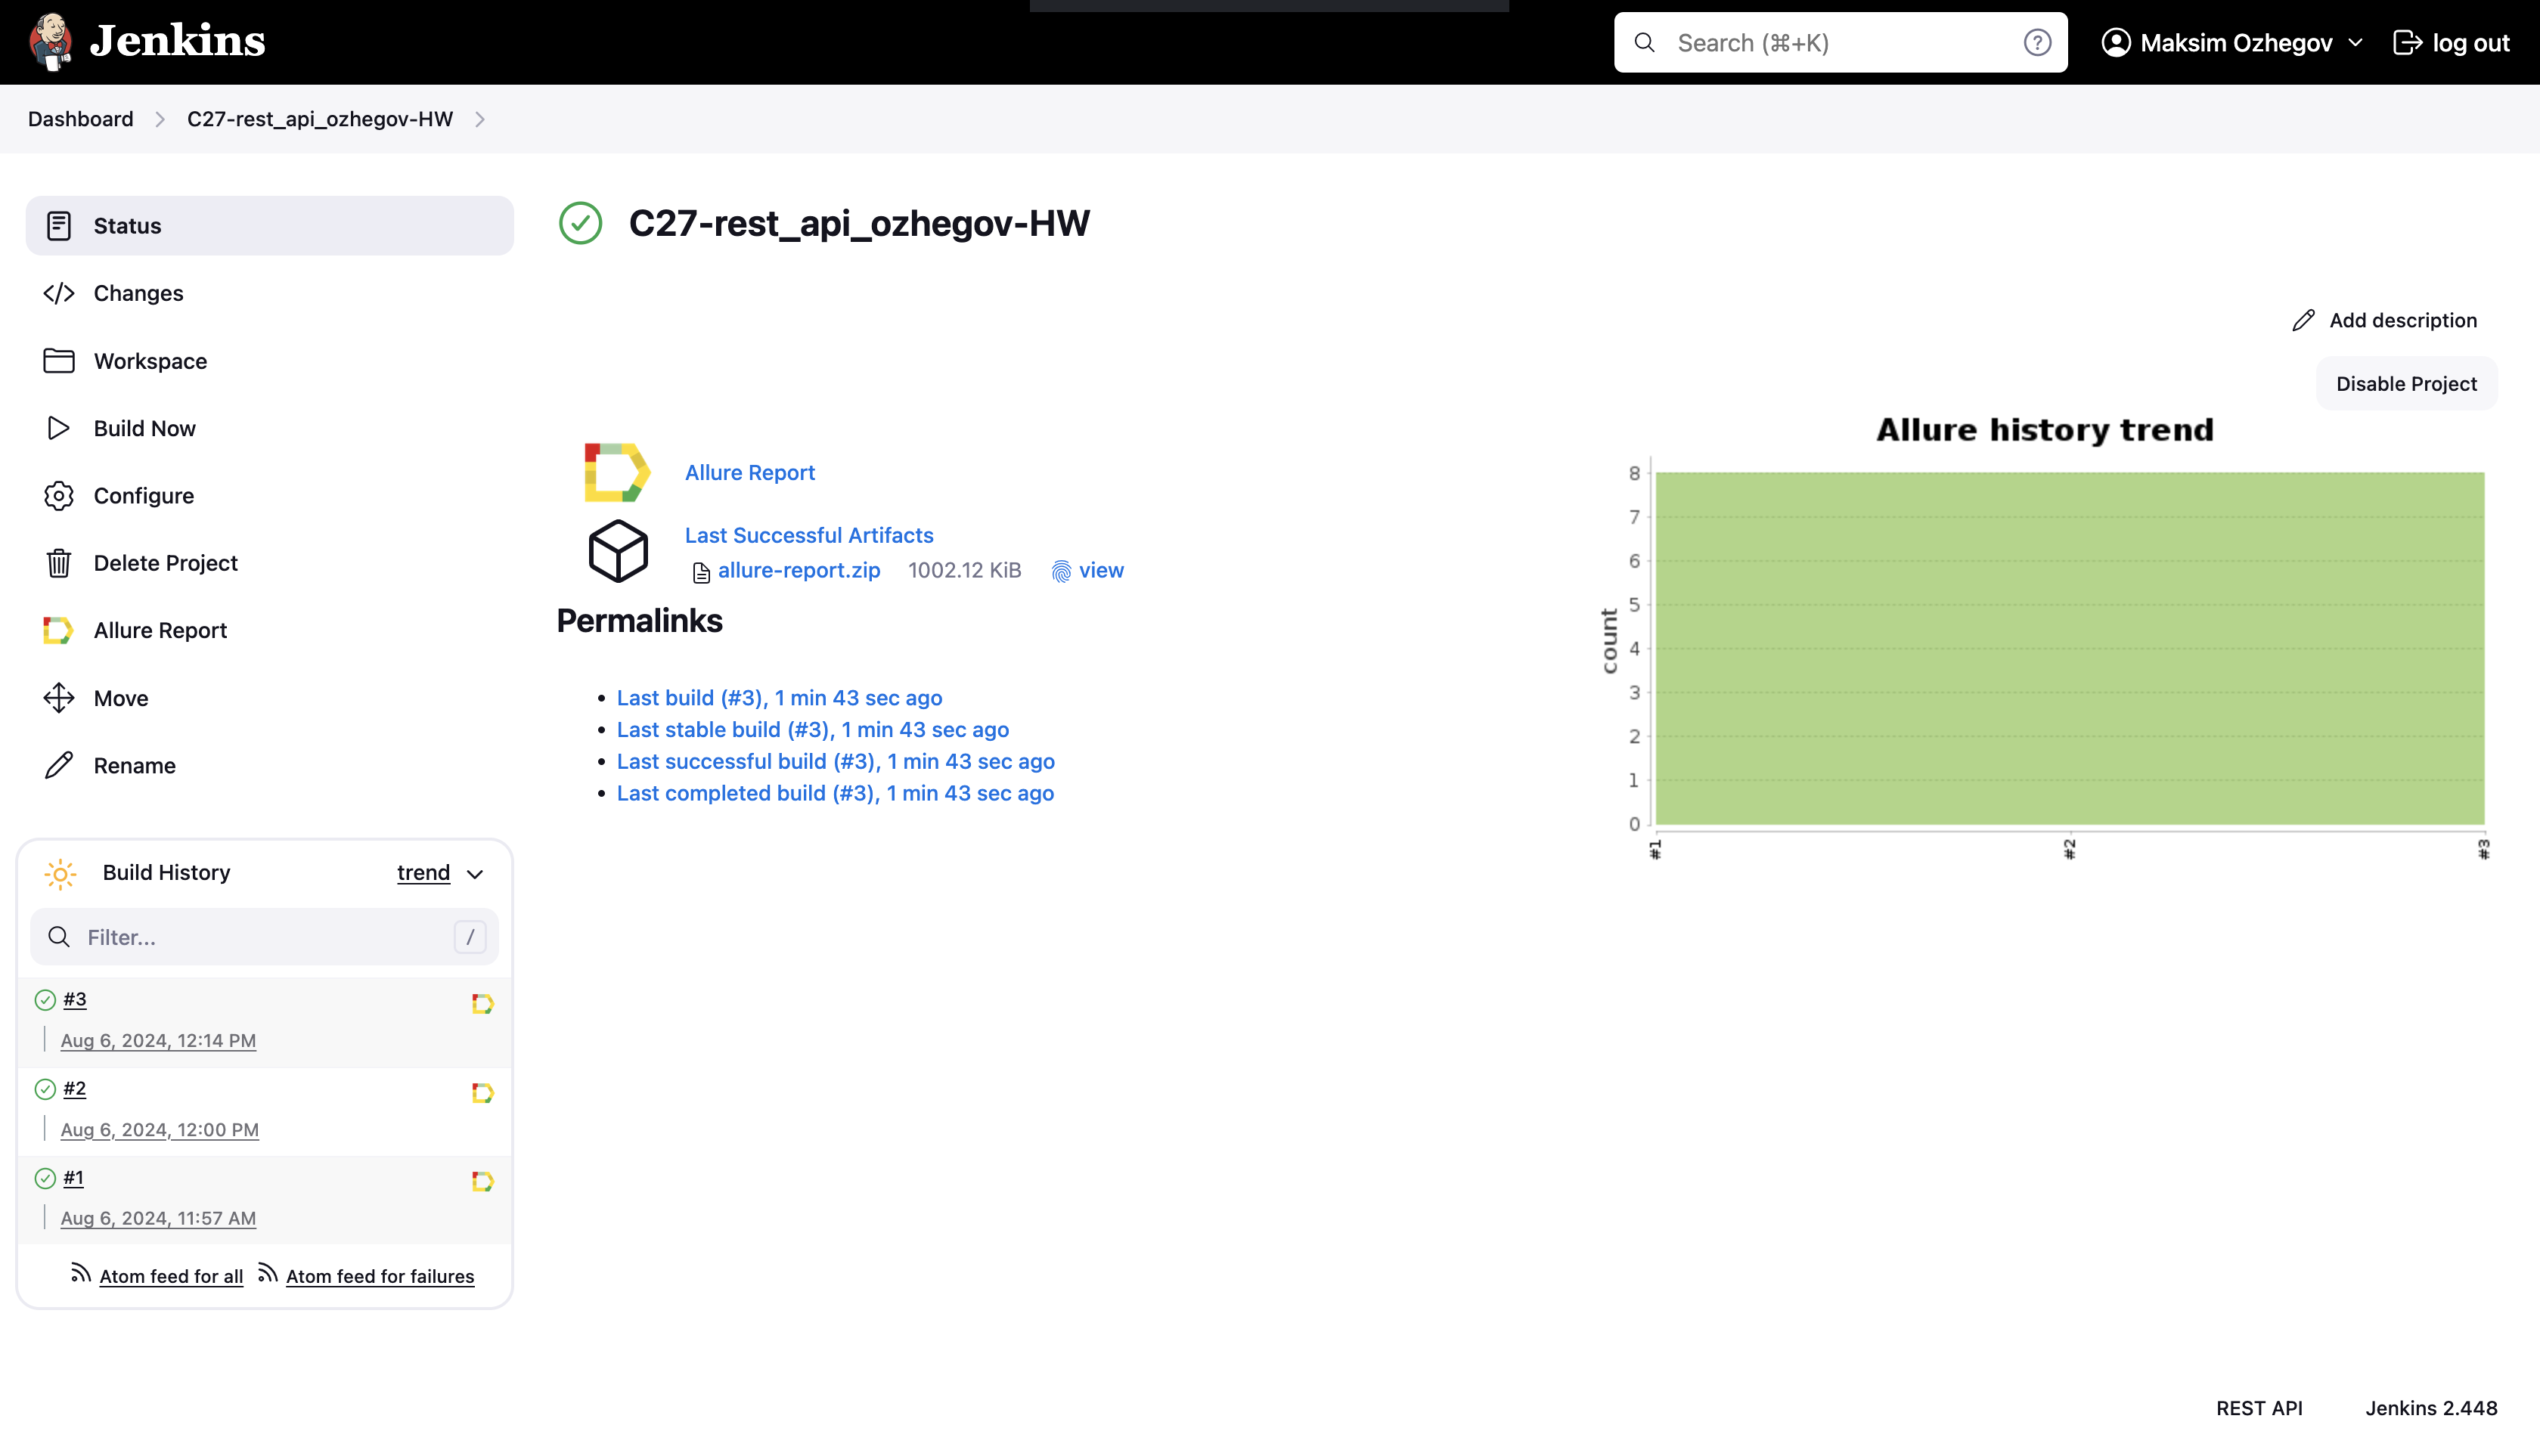 Jenkins
Search (⌘+K)
Maksim Ozhegov
log out
Dashboard
C27-rest_api_ozhegov-HW
Status
Changes
Workspace
Build Now
Configure
Delete Project
Allure Report
Move
Rename
Build History
trend
Filter...
/
#3
Aug 6, 2024, 12:14 PM
#2
Aug 6, 2024, 12:00 PM
#1
Aug 6, 2024, 11:57 AM
Atom feed for all Atom feed for failures
C27-rest_api_ozhegov-HW
Add description
Disable Project
Allure Report
Last Successful Artifacts
allure-report.zip 1002.12 KiB view
Permalinks
• Last build (#3), 1 min 43 sec ago
• Last stable build (#3), 1 min 43 sec ago
• Last successful build (#3), 1 min 43 sec ago
• Last completed build (#3), 1 min 43 sec ago
Allure history trend
count
8
7
6
5
4
3
2
1
0
#1
#2
#3
REST API
Jenkins 2.448